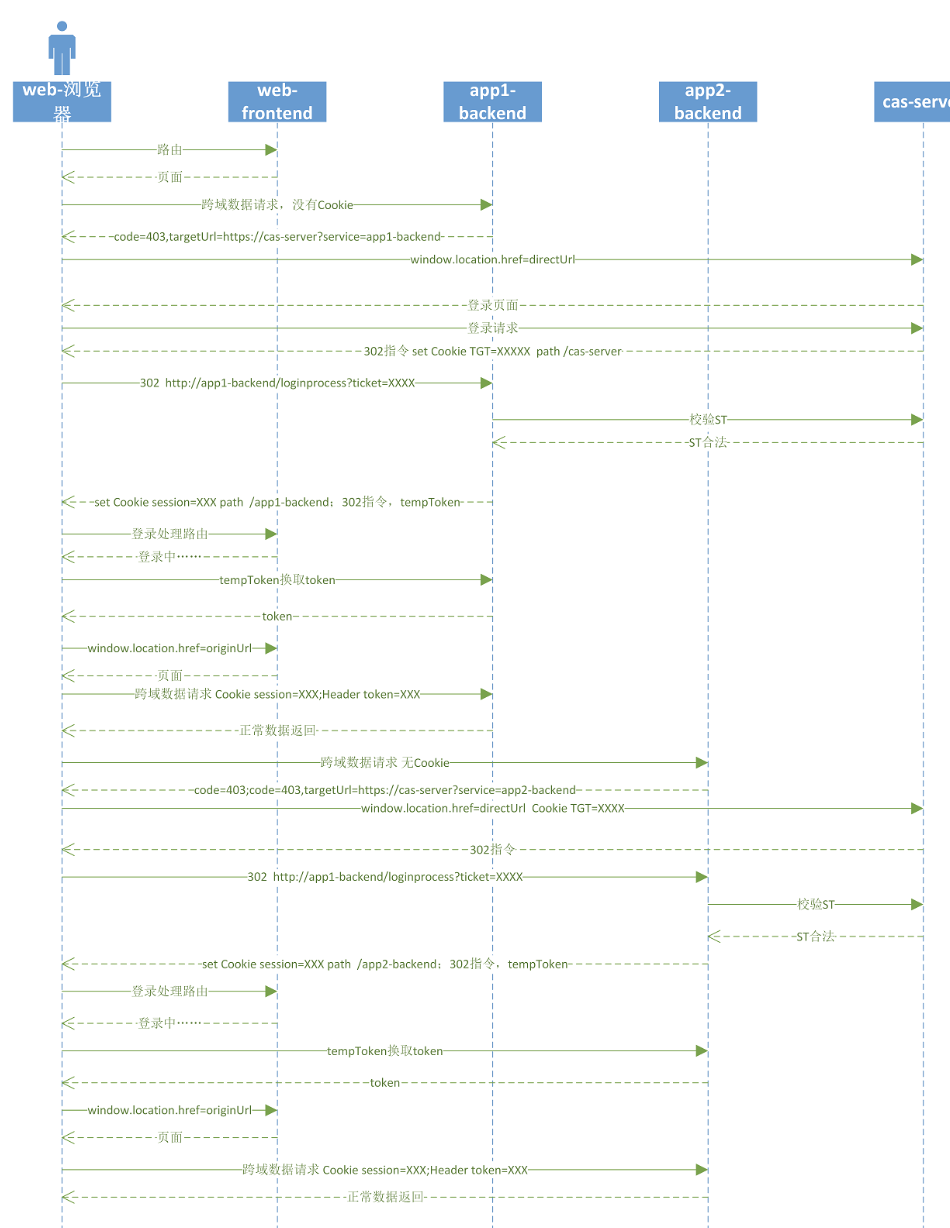 web-浏览
器
web-
frontend
app1-
backend
app2-
backend
cas-serve
路由
页面
跨域数据请求，没有Cookie
code=403,targetUrl=https://cas-server?service=app1-backend
window.location.href=directUrl
登录页面
登录请求
302指令 set Cookie TGT=XXXXX path /cas-server
302 http://app1-backend/loginprocess?ticket=XXXX
校验ST
ST合法
set Cookie session=XXX path /app1-backend；302指令，tempToken
登录处理路由
登录中……
tempToken换取token
token
window.location.href=originUrl
页面
跨域数据请求 Cookie session=XXX;Header token=XXX
正常数据返回
跨域数据请求 无Cookie
code=403;code=403,targetUrl=https://cas-server?service=app2-backend
window.location.href=directUrl Cookie TGT=XXXX
302指令
302 http://app1-backend/loginprocess?ticket=XXXX
校验ST
ST合法
set Cookie session=XXX path /app2-backend；302指令，tempToken
登录处理路由
登录中……
tempToken换取token
token
window.location.href=originUrl
页面
跨域数据请求 Cookie session=XXX;Header token=XXX
正常数据返回